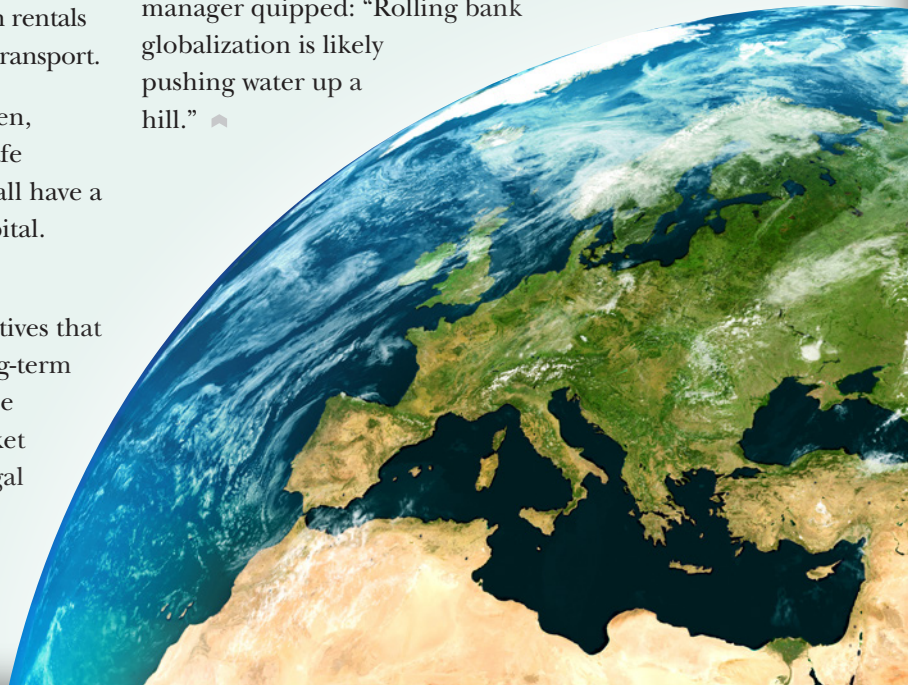 rentals
ransport.
en,
fe
all have a
ital.
tives that
g-term
e
ket
gal
manager quipped: “Rolling bank
globalization is likely
pushing water up a
hill.”